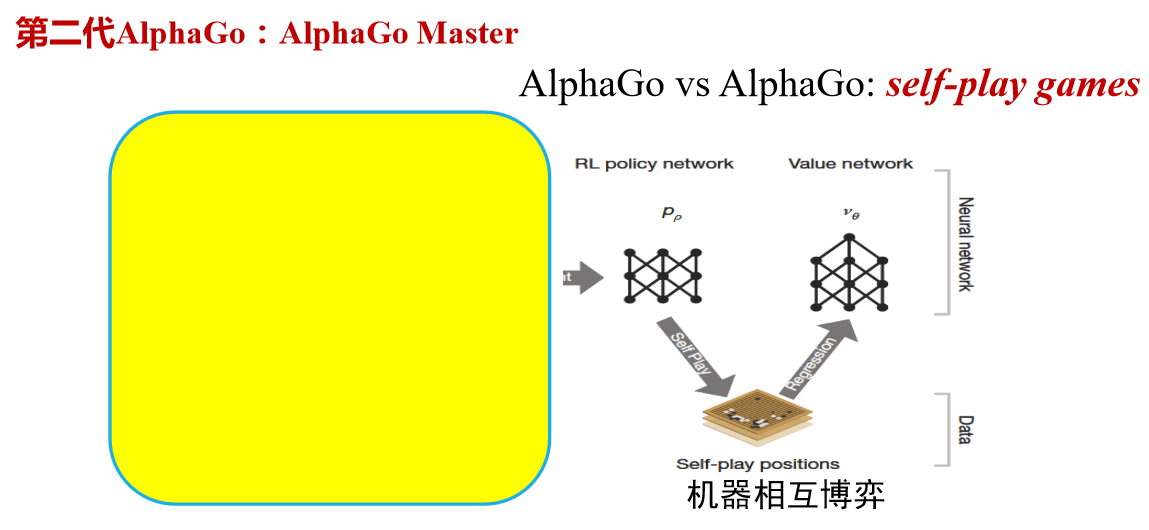 第二代AlphaGo：AlphaGo Master
AlphaGo vs AlphaGo: self-play games
RL policy network
Value network
pρ
νθ
Neural network
Self Play
Regression
Data
Self-play positions
机器相互博弈